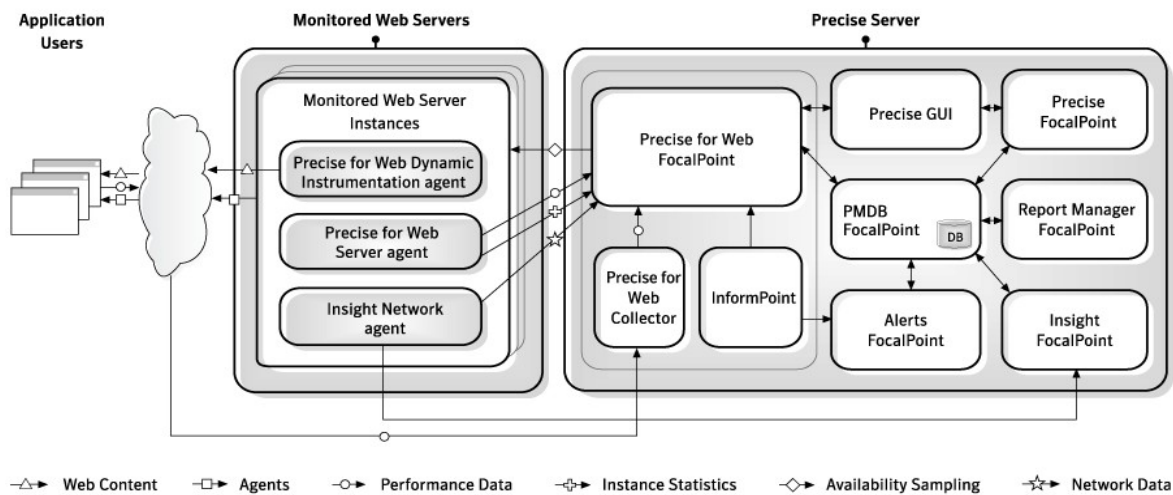 Application
Users
Monitored Web Servers
Precise Server
Monitored Web Server
Instances
Precise for Web Dynamic
Instrumentation agent
Precise for Web
Server agent
Insight Network
agent
Precise for Web
FocalPoint
Precise GUI
Precise
FocalPoint
PMDB
FocalPoint
DB
Report Manager
FocalPoint
Precise for
Web
Collector
InformPoint
Alerts
FocalPoint
Insight
FocalPoint
Web Content
Agents
Performance Data
Instance Statistics
Availability Sampling
Network Data